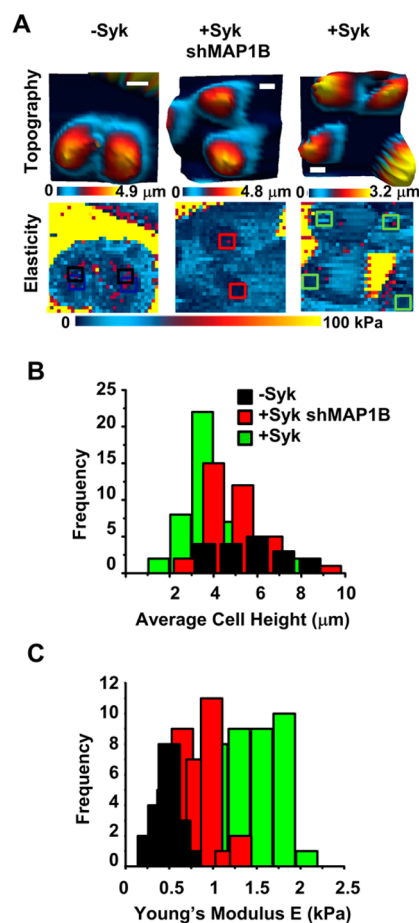 A
-Syk
+Syk
shMAP1B
+Syk
Topography
0 4.9 μm
0 4.8 μm
0 3.2 μm
Elasticity
0 100 kPa
B
-Syk
+Syk shMAP1B
+Syk
Frequency
25
20
15
10
5
0
2 4 6 8 10
Average Cell Height (μm)
C
Frequency
12
10
8
6
4
2
0
0 0.5 1 1.5 2 2.5
Young's Modulus E (kPa)